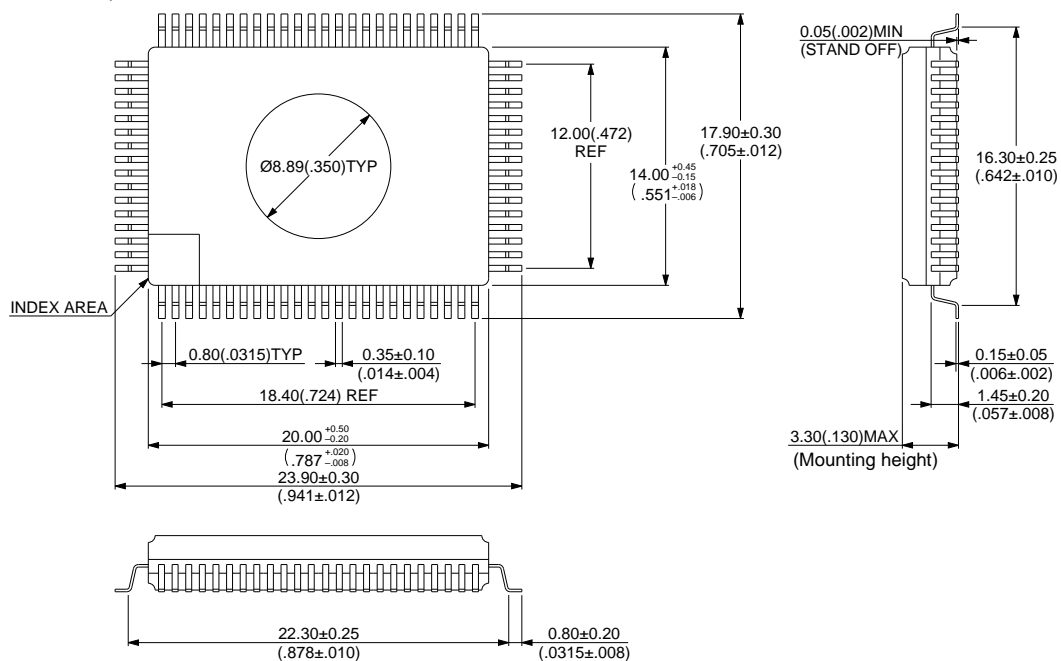 0.05(.002)MIN
(STAND OFF)
12.00(.472)
REF
17.90±0.30
(.705±.012)
Ø8.89(.350)TYP
14.00 +0.45 −0.15
( .551 +.018 −.006 )
16.30±0.25
(.642±.010)
INDEX AREA
0.80(.0315)TYP
0.35±0.10
(.014±.004)
0.15±0.05
(.006±.002)
18.40(.724) REF
1.45±0.20
(.057±.008)
20.00 +0.50 −0.20
( .787 +.020 −.008 )
3.30(.130)MAX
(Mounting height)
23.90±0.30
(.941±.012)
22.30±0.25
(.878±.010)
0.80±0.20
(.0315±.008)